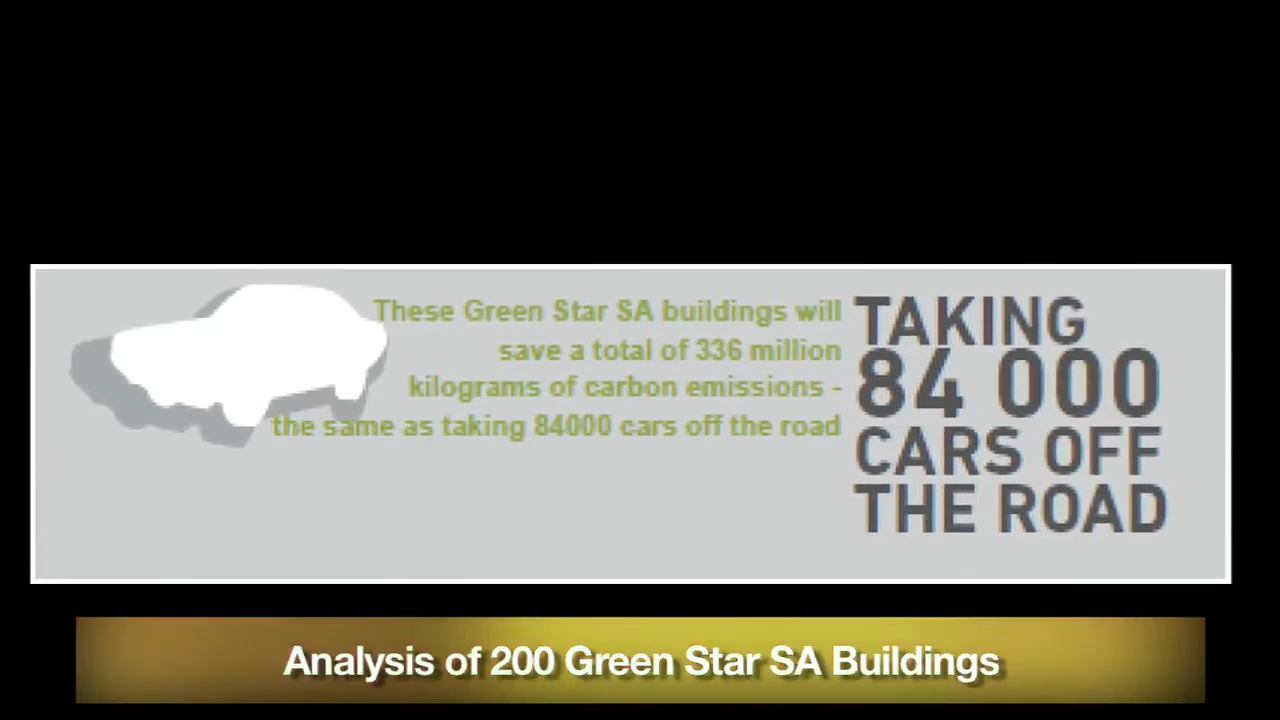 These Green Star SA buildings will
save a total of 336 million
kilograms of carbon emissions -
the same as taking 84000 cars off the road
TAKING
84 000
CARS OFF
THE ROAD
Analysis of 200 Green Star SA Buildings